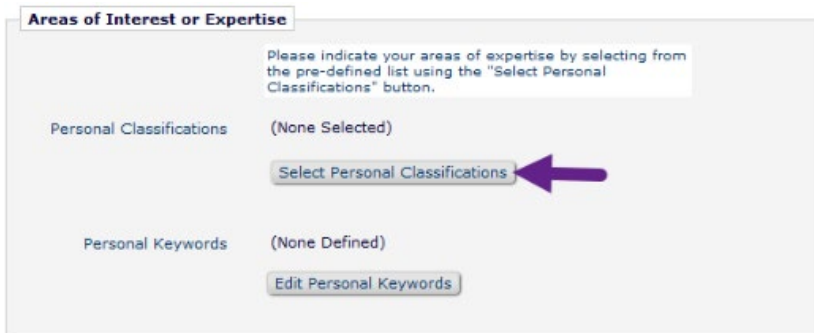 Areas of Interest or Expertise
Please indicate your areas of expertise by selecting from
the pre-defined list using the "Select Personal
Classifications" button.
Personal Classifications (None Selected)
Select Personal Classifications
Personal Keywords (None Defined)
Edit Personal Keywords